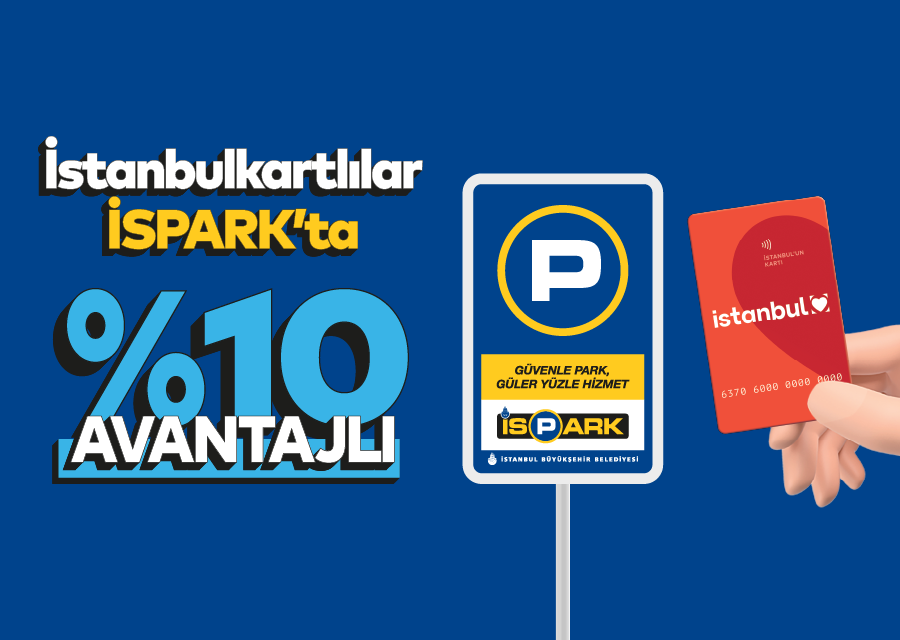 İstanbulkartlılar
İSPARK'ta
%10
AVANTAJLI
P
GÜVENLE PARK,
GÜLER YÜZLE HİZMET
İSPARK
İSTANBUL BÜYÜKŞEHİR BELEDİYESİ
İSTANBUL'UN
KARTI
istanbul
6370 6000 0000 0000